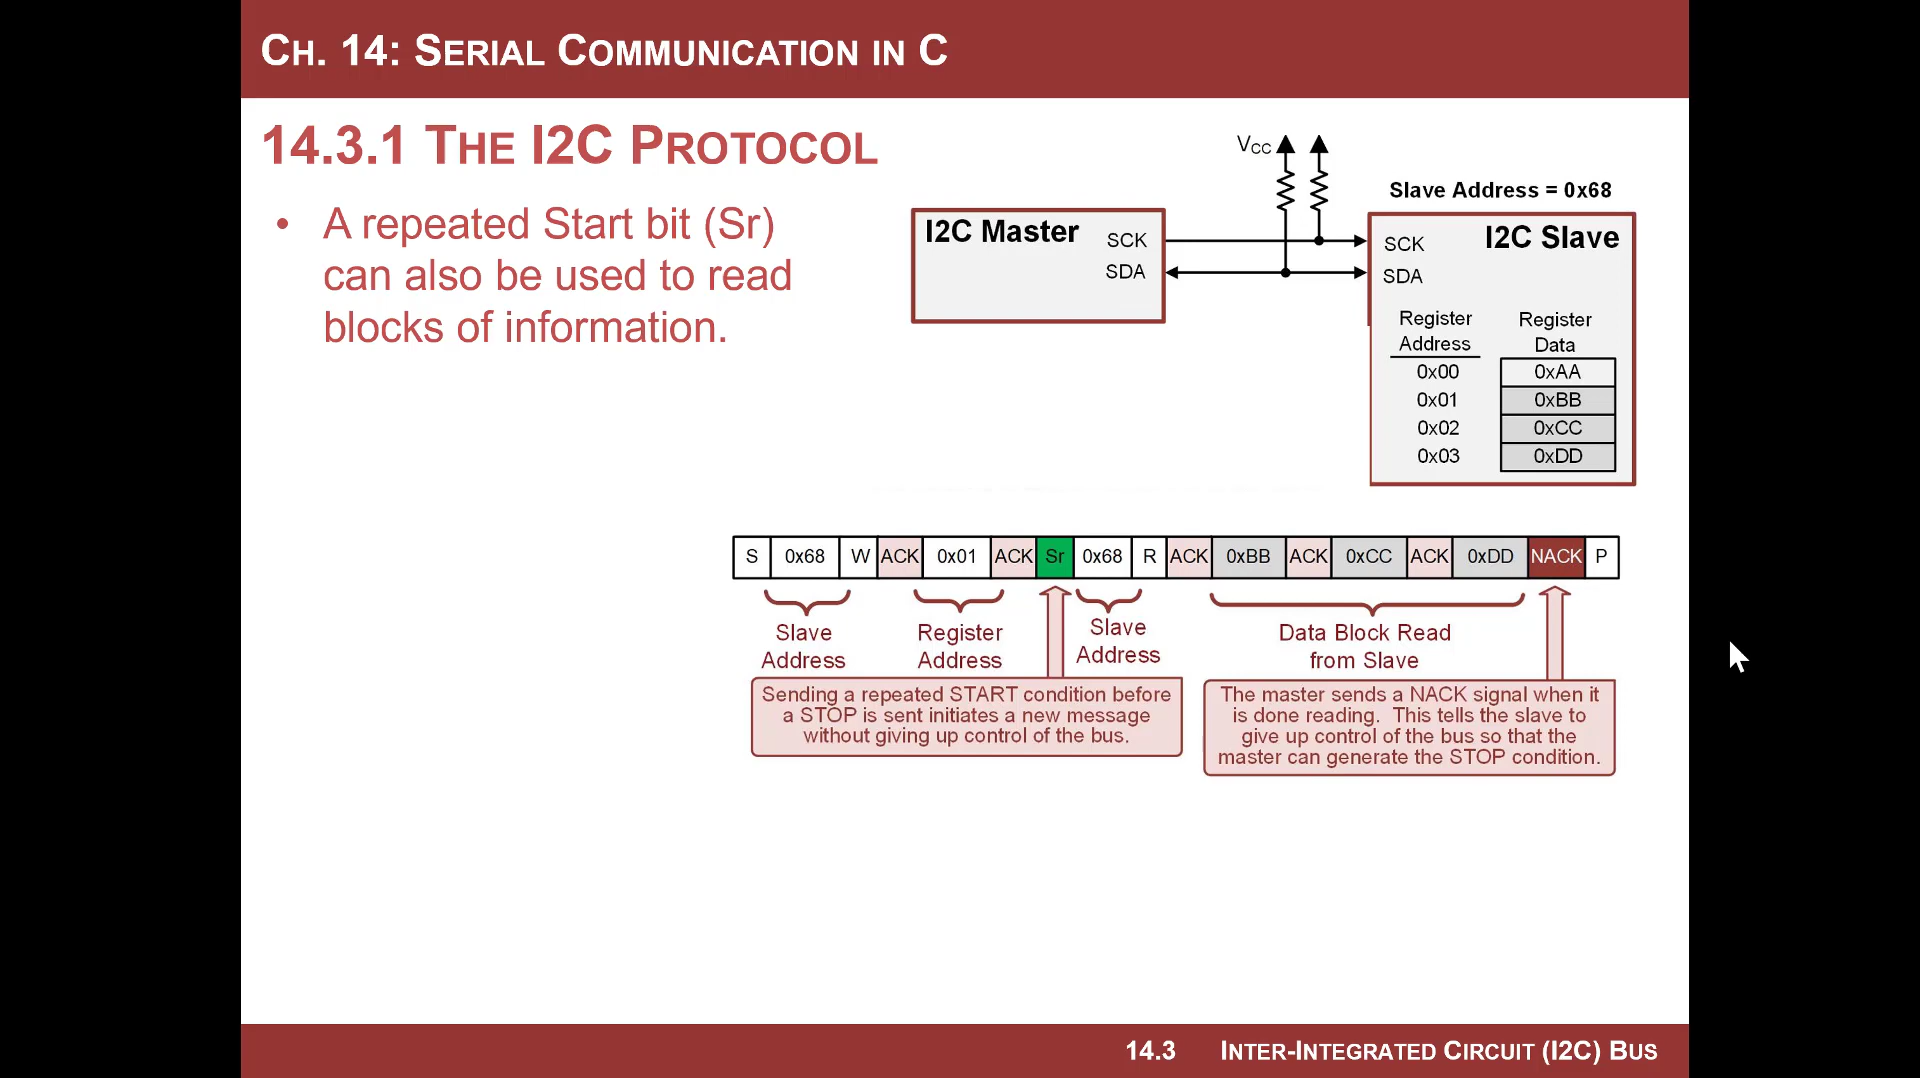 CH. 14: SERIAL COMMUNICATION IN C
14.3.1 THE I2C PROTOCOL
• A repeated Start bit (Sr)
can also be used to read
blocks of information.
VCC
Slave Address = 0x68
I2C Master
SCK
SDA
I2C Slave
SCK
SDA
Register Address
Register Data
0x00 0xAA
0x01 0xBB
0x02 0xCC
0x03 0xDD
S 0x68 W ACK 0x01 ACK Sr 0x68 R ACK 0xBB ACK 0xCC ACK 0xDD NACK P
Slave
Address
Register
Address
Slave
Address
Data Block Read
from Slave
Sending a repeated START condition before
a STOP is sent initiates a new message
without giving up control of the bus.
The master sends a NACK signal when it
is done reading. This tells the slave to
give up control of the bus so that the
master can generate the STOP condition.
14.3 INTER-INTEGRATED CIRCUIT (I2C) BUS